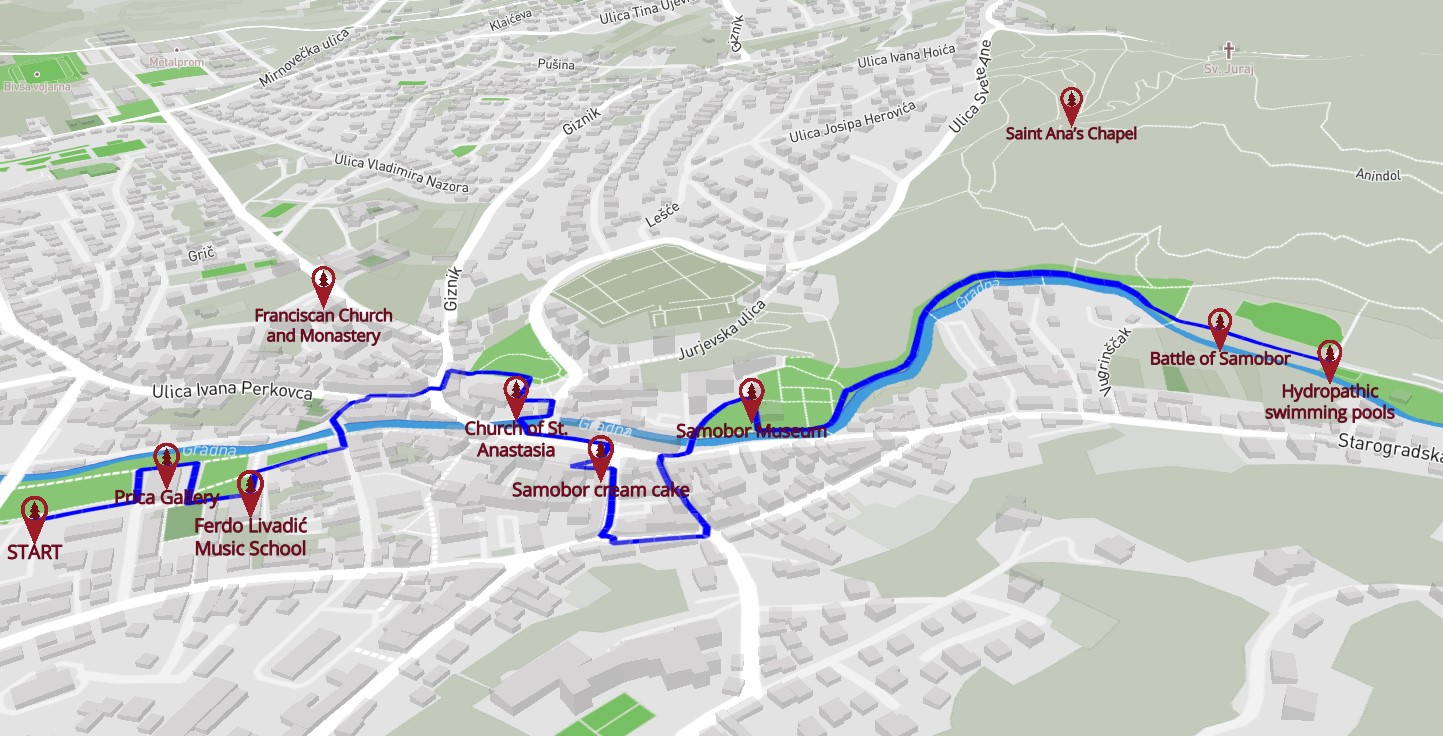 Klaićeva
Ulica Tina Ujevi
Giznik
Mirnovečka ulica
Metalprom
Pušina
Ulica Ivana Hoića
Sv. Juraj
Bivša vojarna
Ulica Svete Ane
Giznik
Ulica Josipa Herovića
Saint Ana's Chapel
Ulica Vladimira Nazora
Anindol
Lešće
Grič
Giznik
Gradna
Franciscan Church
and Monastery
Jurjevska ulica
Vugrinščak
Battle of Samobor
Hydropathic
swimming pools
Ulica Ivana Perkovca
Church of St.
Anastasia
Gradna
Samobor Museum
Starogradska
Gradna
Samobor cream cake
Prica Gallery
Ferdo Livadić
Music School
START